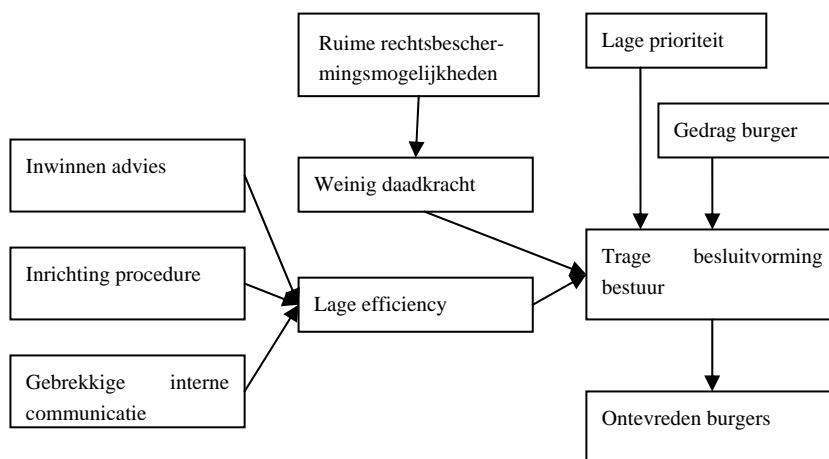 Ruime rechtsbescher-
mingsmogelijkheden
Lage prioriteit
Gedrag burger
Inwinnen advies
Weinig daadkracht
Inrichting procedure
Trage besluitvorming
bestuur
Lage efficiency
Gebrekkige interne
communicatie
Ontevreden burgers